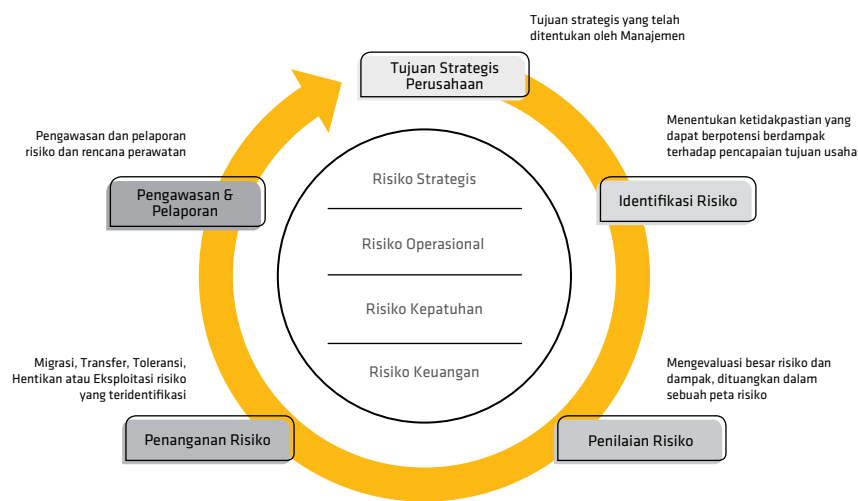 Tujuan strategis yang telah
ditentukan oleh Manajemen
Tujuan Strategis
Perusahaan
Menentukan ketidakpastian yang
dapat berpotensi berdampak
terhadap pencapaian tujuan usaha
Identifikasi Risiko
Mengevaluasi besar risiko dan
dampak, dituangkan dalam
sebuah peta risiko
Penilaian Risiko
Migrasi, Transfer, Toleransi,
Hentikan atau Eksploitasi risiko
yang teridentifikasi
Penanganan Risiko
Pengawasan dan pelaporan
risiko dan rencana perawatan
Pengawasan &
Pelaporan
Risiko Strategis
Risiko Operasional
Risiko Kepatuhan
Risiko Keuangan